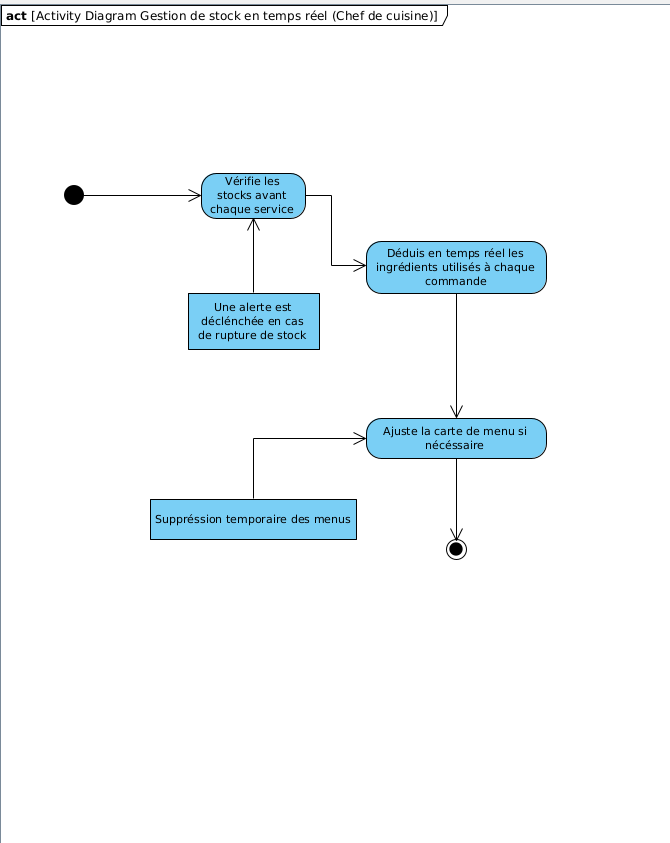 act [Activity Diagram Gestion de stock en temps réel (Chef de cuisine)]
Vérifie les
stocks avant
chaque service
Déduis en temps réel les
ingrédients utilisés à chaque
commande
Une alerte est
déclénchée en cas
de rupture de stock
Ajuste la carte de menu si
nécéssaire
Suppréssion temporaire des menus